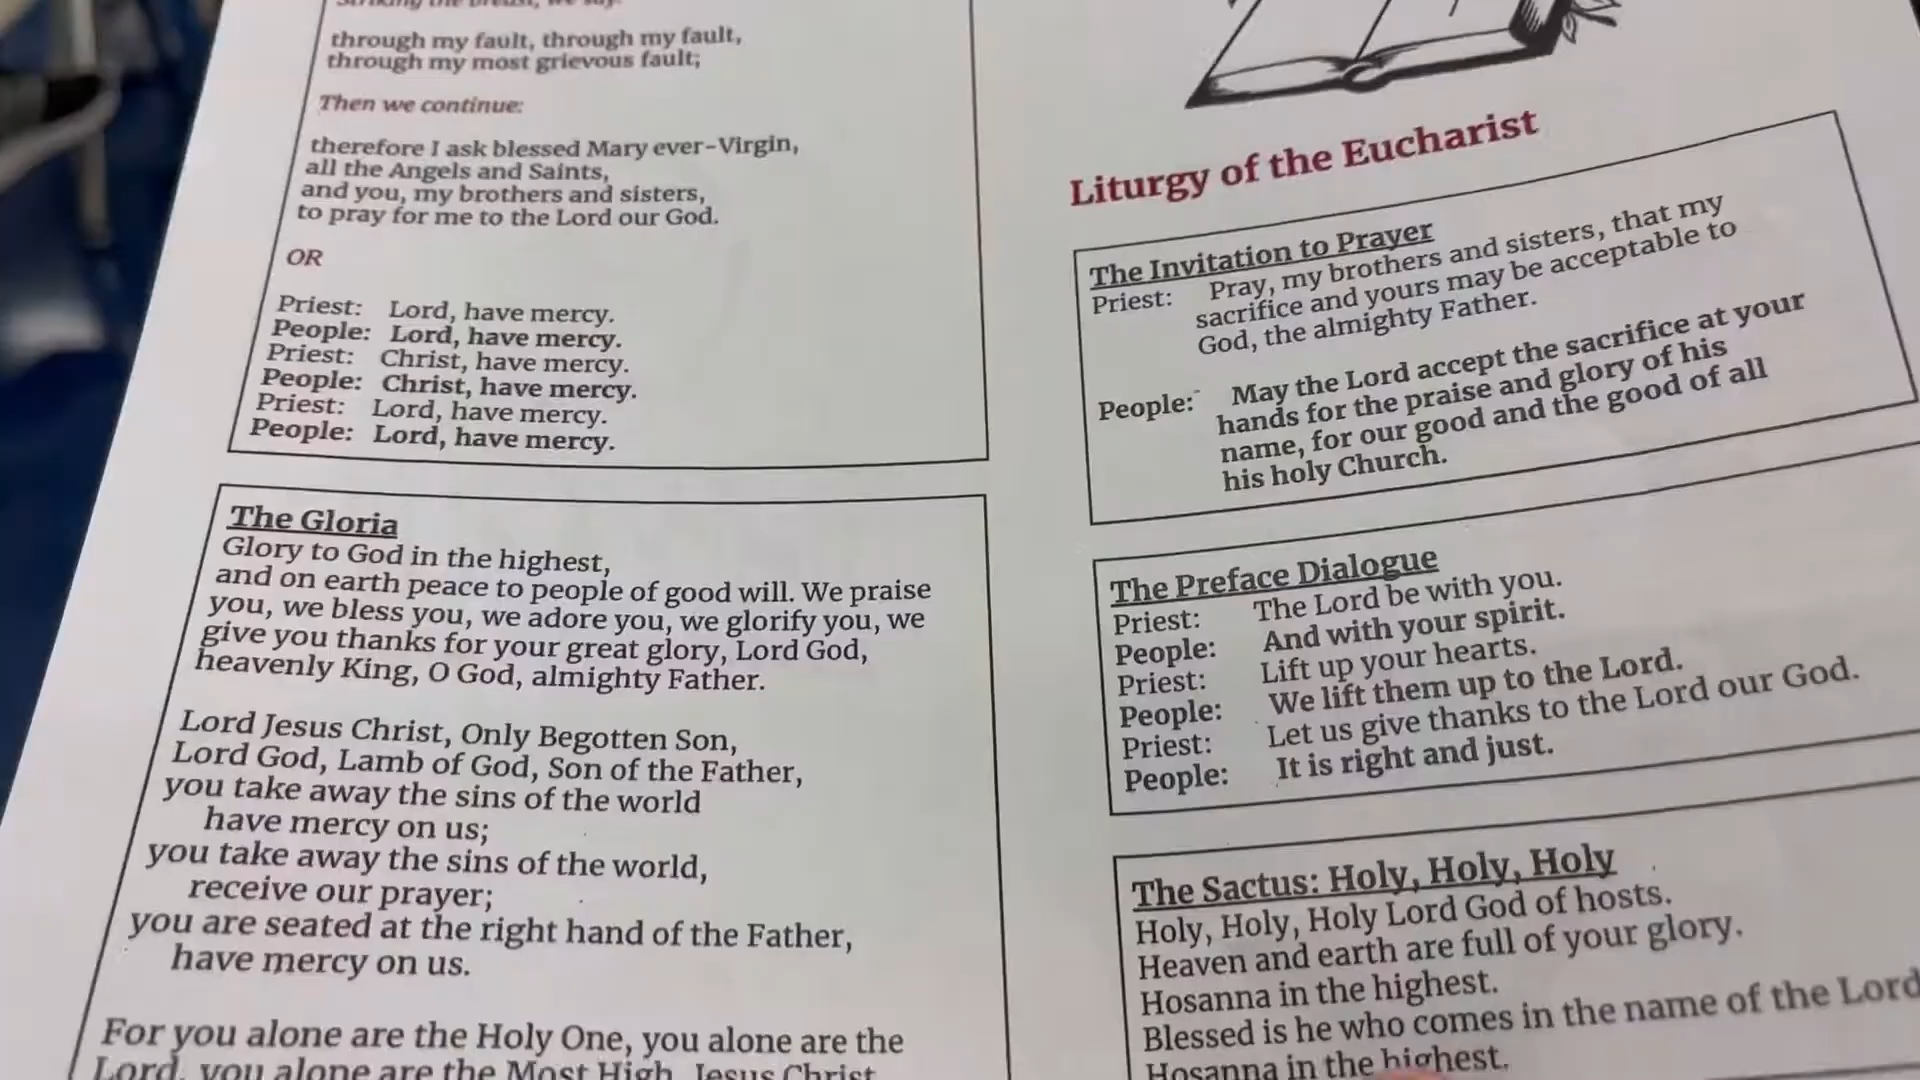 Striking the breast, we say:
through my fault, through my fault,
through my most grievous fault;
Then we continue:
therefore I ask blessed Mary ever-Virgin,
all the Angels and Saints,
and you, my brothers and sisters,
to pray for me to the Lord our God.
OR
Priest: Lord, have mercy.
People: Lord, have mercy.
Priest: Christ, have mercy.
People: Christ, have mercy.
Priest: Lord, have mercy.
People: Lord, have mercy.
The Gloria
Glory to God in the highest,
and on earth peace to people of good will. We praise
you, we bless you, we adore you, we glorify you, we
give you thanks for your great glory, Lord God,
heavenly King, O God, almighty Father.
Lord Jesus Christ, Only Begotten Son,
Lord God, Lamb of God, Son of the Father,
you take away the sins of the world
have mercy on us;
you take away the sins of the world,
receive our prayer;
you are seated at the right hand of the Father,
have mercy on us.
For you alone are the Holy One, you alone are the
Lord, you alone are the Most High, Jesus Christ
Liturgy of the Eucharist
The Invitation to Prayer
Priest: Pray, my brothers and sisters, that my
sacrifice and yours may be acceptable to
God, the almighty Father.
People: May the Lord accept the sacrifice at your
hands for the praise and glory of his
name, for our good and the good of all
his holy Church.
The Preface Dialogue
Priest: The Lord be with you.
People: And with your spirit.
Priest: Lift up your hearts.
People: We lift them up to the Lord.
Priest: Let us give thanks to the Lord our God.
People: It is right and just.
The Sactus: Holy, Holy, Holy
Holy, Holy, Holy Lord God of hosts.
Heaven and earth are full of your glory.
Hosanna in the highest.
Blessed is he who comes in the name of the Lord
Hosanna in the highest.